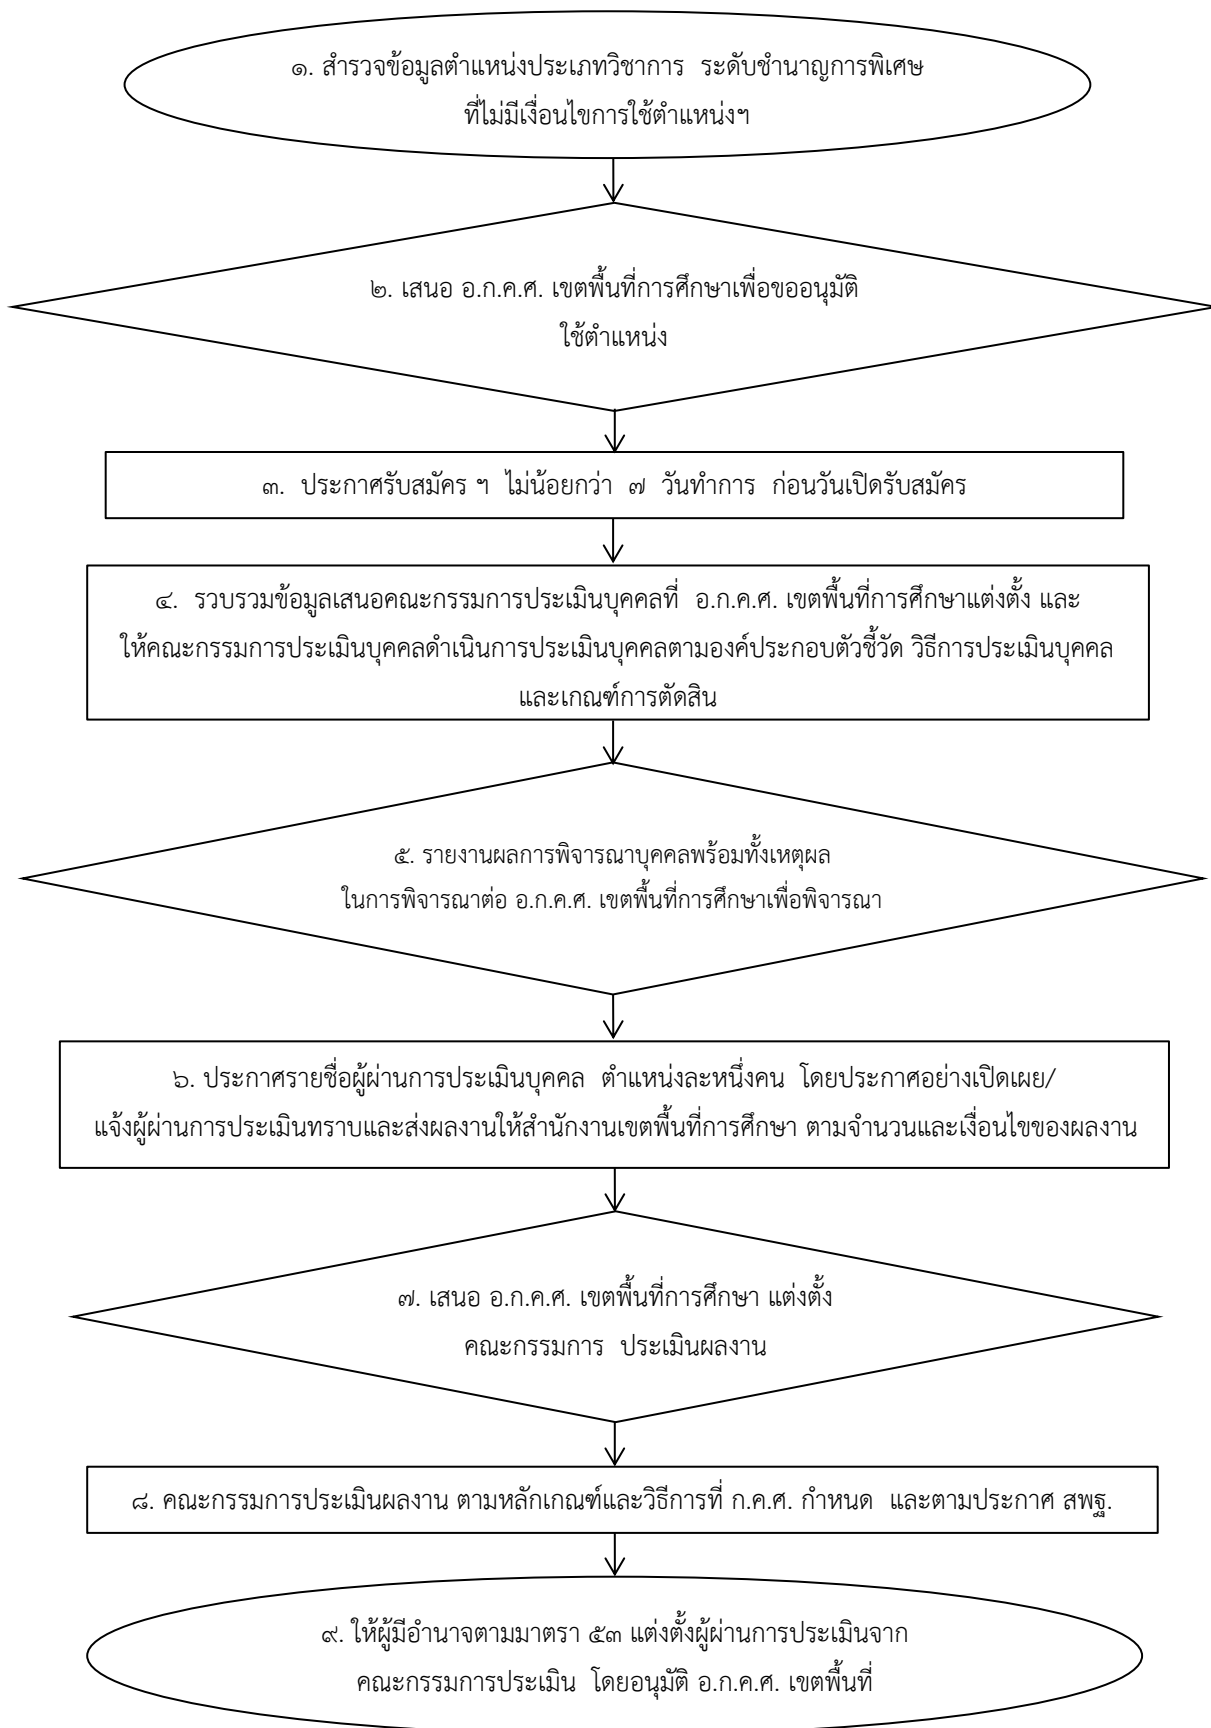 ๑. สำรวจข้อมูลตำแหน่งประเภทวิชาการ  ระดับชำนาญการพิเศษ
ที่ไม่มีเงื่อนไขการใช้ตำแหน่งฯ
๒. เสนอ อ.ก.ค.ศ. เขตพื้นที่การศึกษาเพื่อขออนุมัติ
ใช้ตำแหน่ง
๓.  ประกาศรับสมัคร ฯ  ไม่น้อยกว่า  ๗  วันทำการ  ก่อนวันเปิดรับสมัคร
๔.  รวบรวมข้อมูลเสนอคณะกรรมการประเมินบุคคลที่  อ.ก.ค.ศ. เขตพื้นที่การศึกษาแต่งตั้ง และ
ให้คณะกรรมการประเมินบุคคลดำเนินการประเมินบุคคลตามองค์ประกอบตัวชี้วัด วิธีการประเมินบุคคล
และเกณฑ์การตัดสิน
๕. รายงานผลการพิจารณาบุคคลพร้อมทั้งเหตุผล
ในการพิจารณาต่อ อ.ก.ค.ศ. เขตพื้นที่การศึกษาเพื่อพิจารณา
๖. ประกาศรายชื่อผู้ผ่านการประเมินบุคคล  ตำแหน่งละหนึ่งคน  โดยประกาศอย่างเปิดเผย/
แจ้งผู้ผ่านการประเมินทราบและส่งผลงานให้สำนักงานเขตพื้นที่การศึกษา ตามจำนวนและเงื่อนไขของผลงาน
๗. เสนอ อ.ก.ค.ศ. เขตพื้นที่การศึกษา แต่งตั้ง
คณะกรรมการ  ประเมินผลงาน
๘. คณะกรรมการประเมินผลงาน ตามหลักเกณฑ์และวิธีการที่ ก.ค.ศ. กำหนด  และตามประกาศ สพฐ.
๙. ให้ผู้มีอำนาจตามมาตรา ๕๓ แต่งตั้งผู้ผ่านการประเมินจาก
คณะกรรมการประเมิน  โดยอนุมัติ อ.ก.ค.ศ. เขตพื้นที่